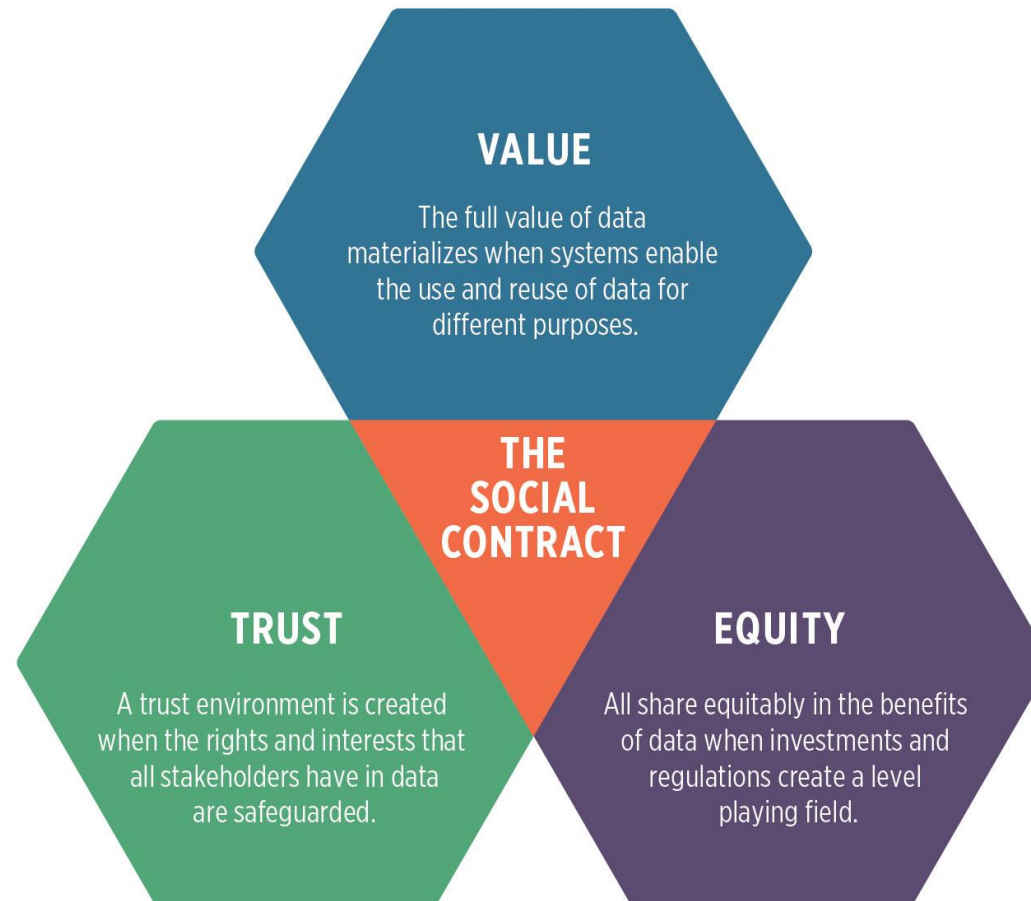 VALUE
The full value of data
materializes when systems enable
the use and reuse of data for
different purposes.
THE
SOCIAL
CONTRACT
TRUST
A trust environment is created
when the rights and interests that
all stakeholders have in data
are safeguarded.
EQUITY
All share equitably in the benefits
of data when investments and
regulations create a level
playing field.